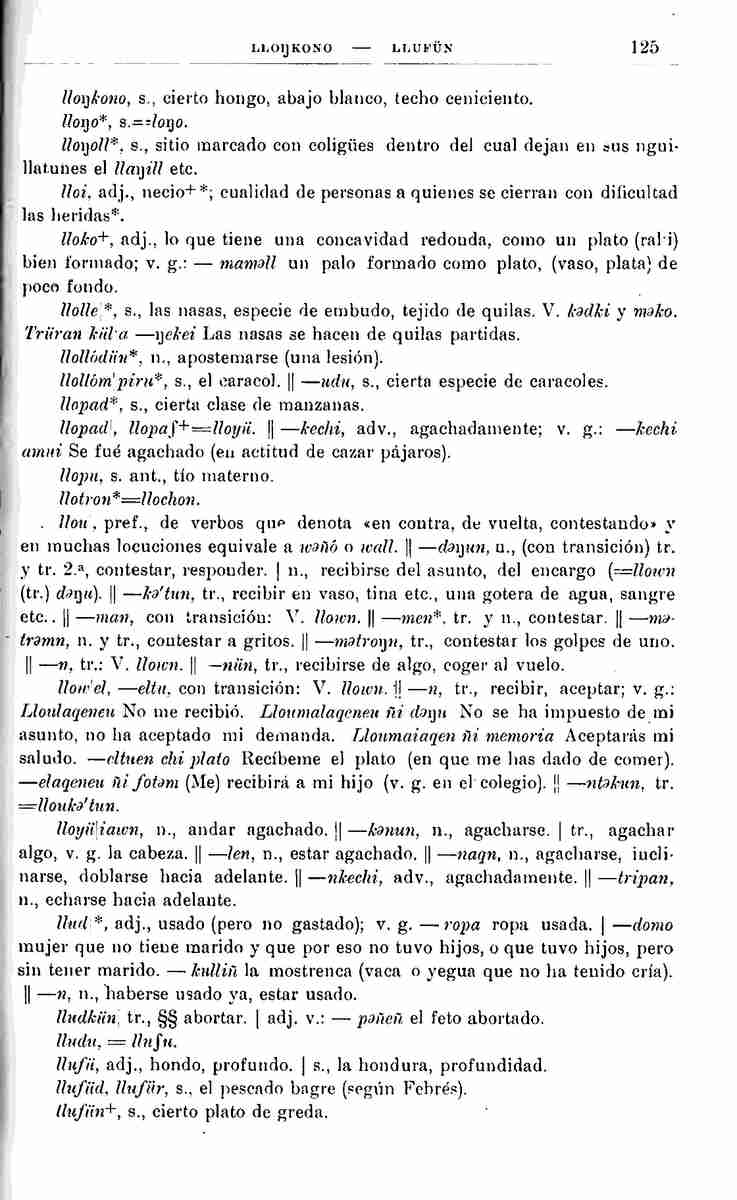 LLOŊKONO — LLUFÜN 125
lloŋkono, s., cierto hongo, abajo blanco, techo ceniciento.
lloŋo*, s.==loŋo.
lloŋoll*, s., sitio marcado con coligües dentro del cual dejan en sus ngui-
llatunes el llaŋill etc.
lloi, adj., necio+*; cualidad de personas a quienes se cierran con dificultad
las heridas*.
lloko+, adj., lo que tiene una concavidad redonda, como un plato (ral·i)
bien formado; v. g.: — maməll un palo formado como plato, (vaso, plata) de
poco fondo.
llolle *, s., las nasas, especie de embudo, tejido de quilas. V. kədki y məko.
Trüran kül·a —ŋekei Las nasas se hacen de quilas partidas.
llollódün*, n., apostemarse (una lesión).
llollóm'piru*, s., el caracol. || —udu, s., cierta especie de caracoles.
llopad*, s., cierta clase de manzanas.
llopad|, llopaf+=lloyü. || —kechi, adv., agachadamente; v. g.: —kechi
amui Se fué agachado (en actitud de cazar pájaros).
llopu, s. ant., tío materno.
llotron*=llochon.
llou, pref., de verbos que denota «en contra, de vuelta, contestando» y
en muchas locuciones equivale a wəñó o wall. || —dəŋun, n., (con transición) tr.
y tr. 2.ª, contestar, responder. | n., recibirse del asunto, del encargo (=llown
(tr.) dəŋu). || —kə'tun, tr., recibir en vaso, tina etc., una gotera de agua, sangre
etc.. || —man, con transición: V. llown. || —men*. tr. y n., contestar. || —mə-
trəmn, n. y tr., contestar a gritos. || —mətroŋn, tr., contestar los golpes de uno.
|| —n, tr.: V. llown. || —nün, tr., recibirse de algo, coger al vuelo.
llow|el, —eltu, con transición: V. llown. || —n, tr., recibir, aceptar; v. g.:
Lloulaqeneu No me recibió. Lloumalaqeneu ñi dəŋu No se ha impuesto de mi
asunto, no ha aceptado mi demanda. Lloumaiaqen ñi memoria Aceptarás mi
saludo. —eltuen chi plato Recíbeme el plato (en que me has dado de comer).
—elaqeneu ñi fotəm (Me) recibirá a mi hijo (v. g. en el colegio). || —ntəkun, tr.
=lloukə'tun.
lloyü|iawn, n., andar agachado. || —kənun, n., agacharse. | tr., agachar
algo, v. g. la cabeza. || —len, n., estar agachado. || —naqn, n., agacharse, incli-
narse, doblarse hacia adelante. || —nkechi, adv., agachadamente. || —tripan,
n., echarse hacia adelante.
llud *, adj., usado (pero no gastado); v. g. — ropa ropa usada. | —domo
mujer que no tiene marido y que por eso no tuvo hijos, o que tuvo hijos, pero
sin tener marido. — kulliñ la mostrenca (vaca o yegua que no ha tenido cría).
|| —n, n., haberse usado ya, estar usado.
lludkün, tr., §§ abortar. | adj. v.: — pəñeñ el feto abortado.
lludu, = llufu.
llufü, adj., hondo, profundo. | s., la hondura, profundidad.
llufüd, llufür, s., el pescado bagre (según Febrés).
llufün+, s., cierto plato de greda.